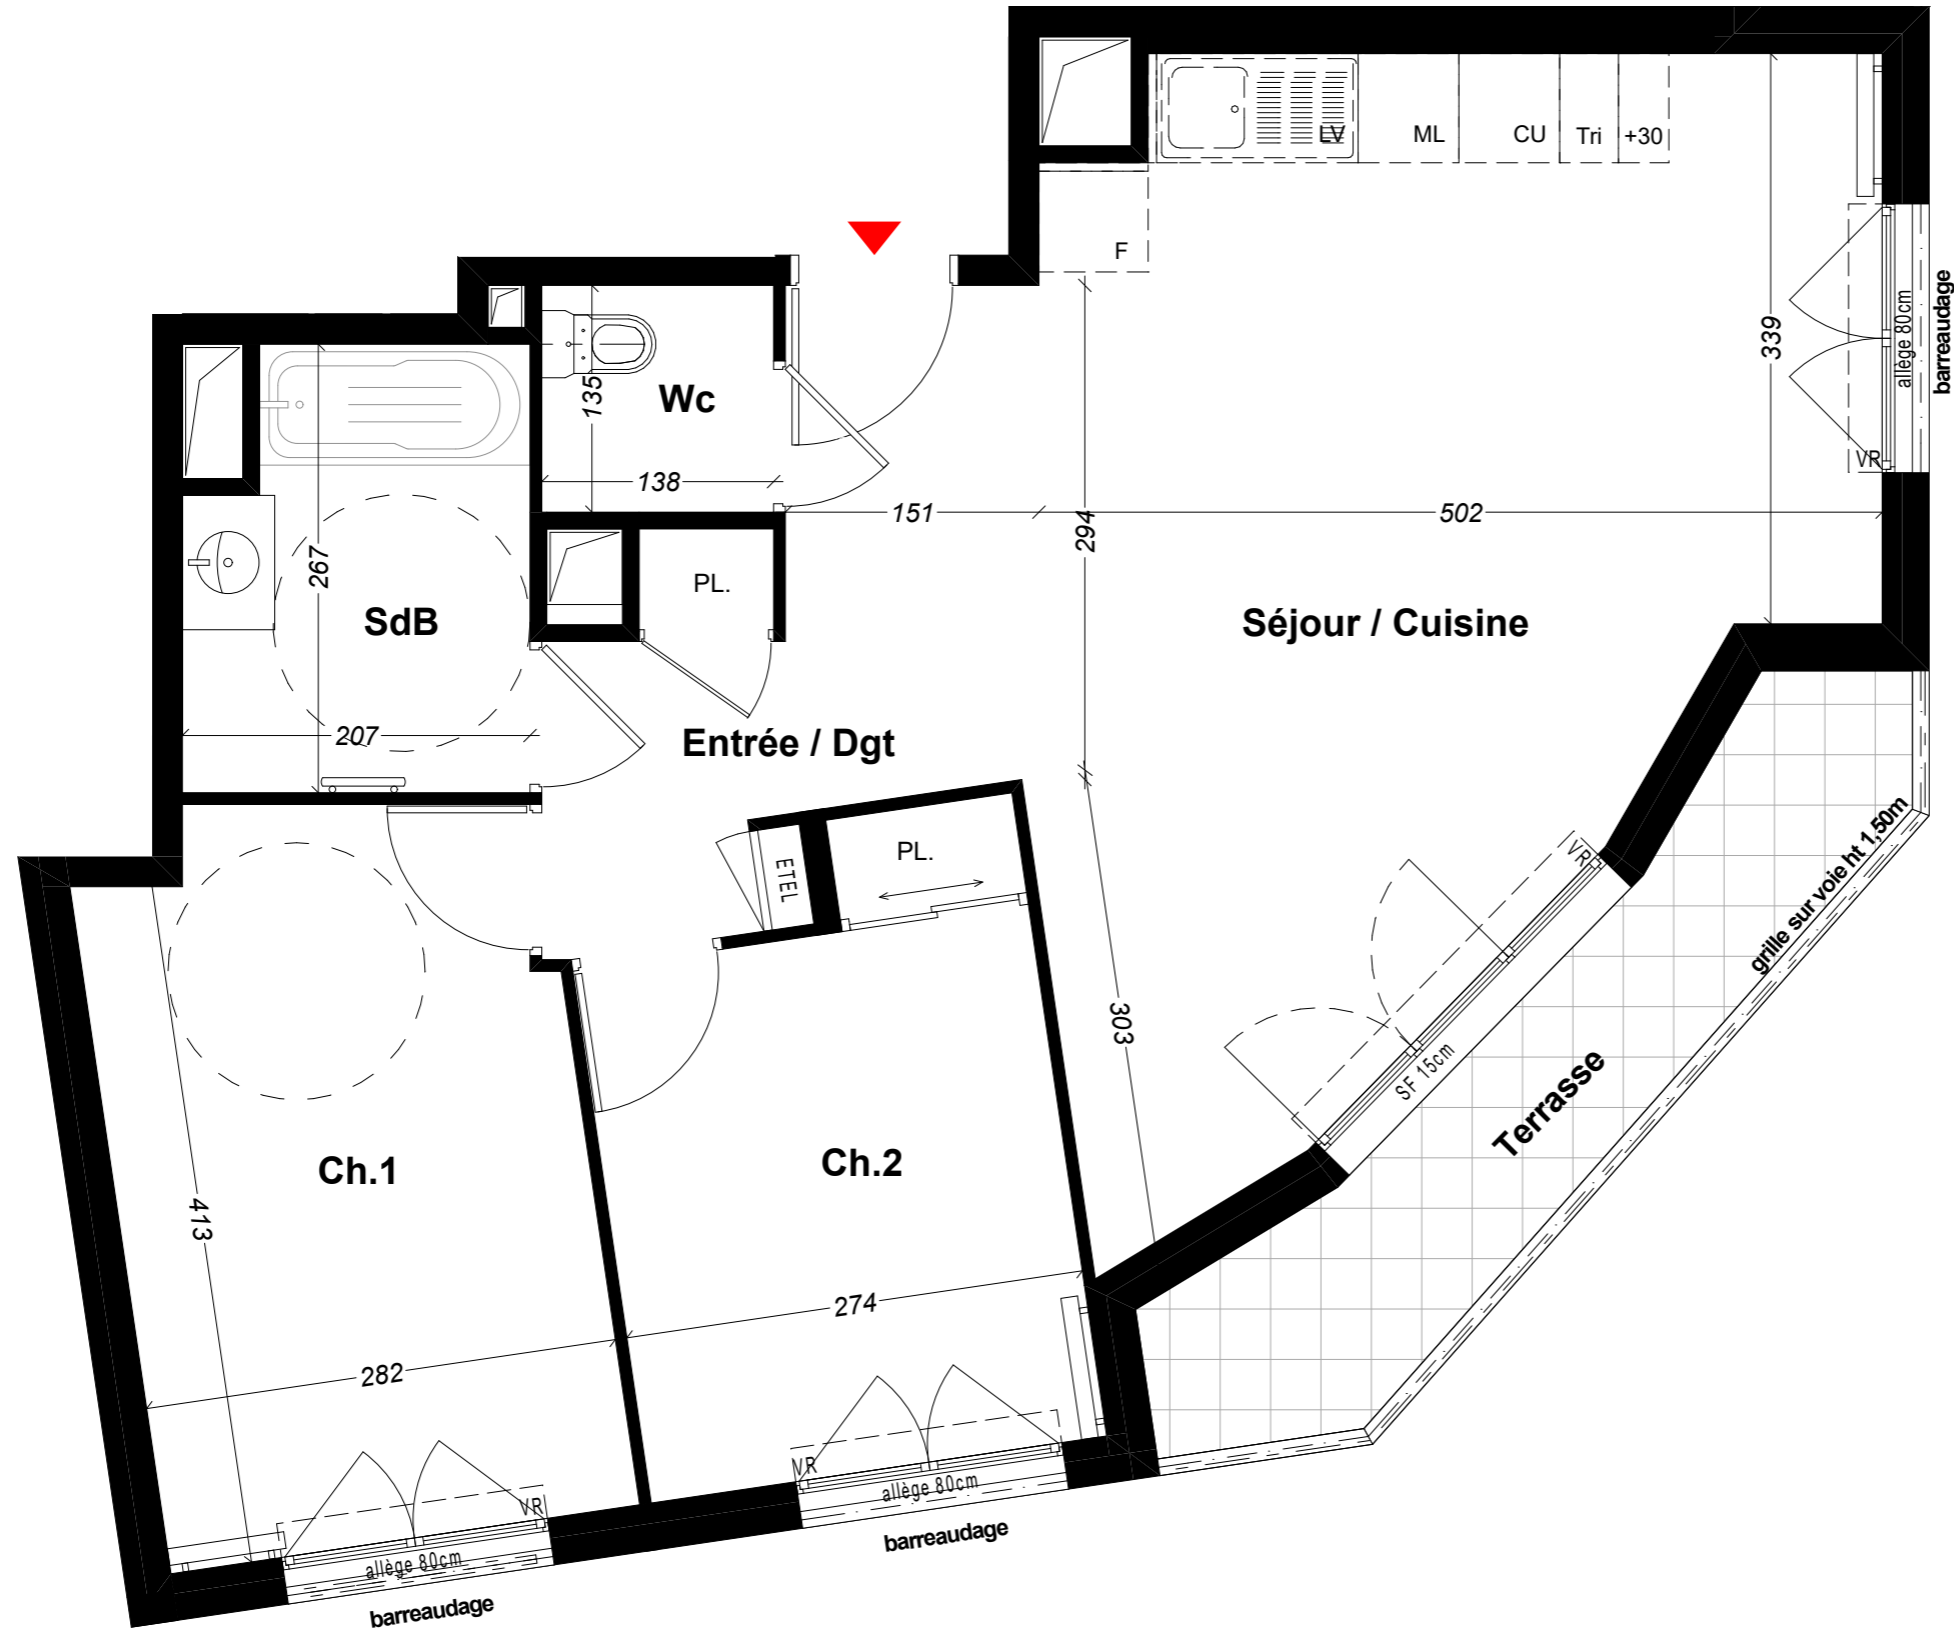 LV
ML
CU
Tri
+30
F
allège 80cm
barreaudage
VR
339
135
Wc
138
151
294
502
267
PL.
SdB
Séjour / Cuisine
207
Entrée / Dgt
PL.
ETEL
VR
grille sur voie ht 1,50m
303
SF 15cm
Terrasse
Ch.1
Ch.2
413
274
282
VR
allège 80cm
barreaudage
VR
allège 80cm
barreaudage